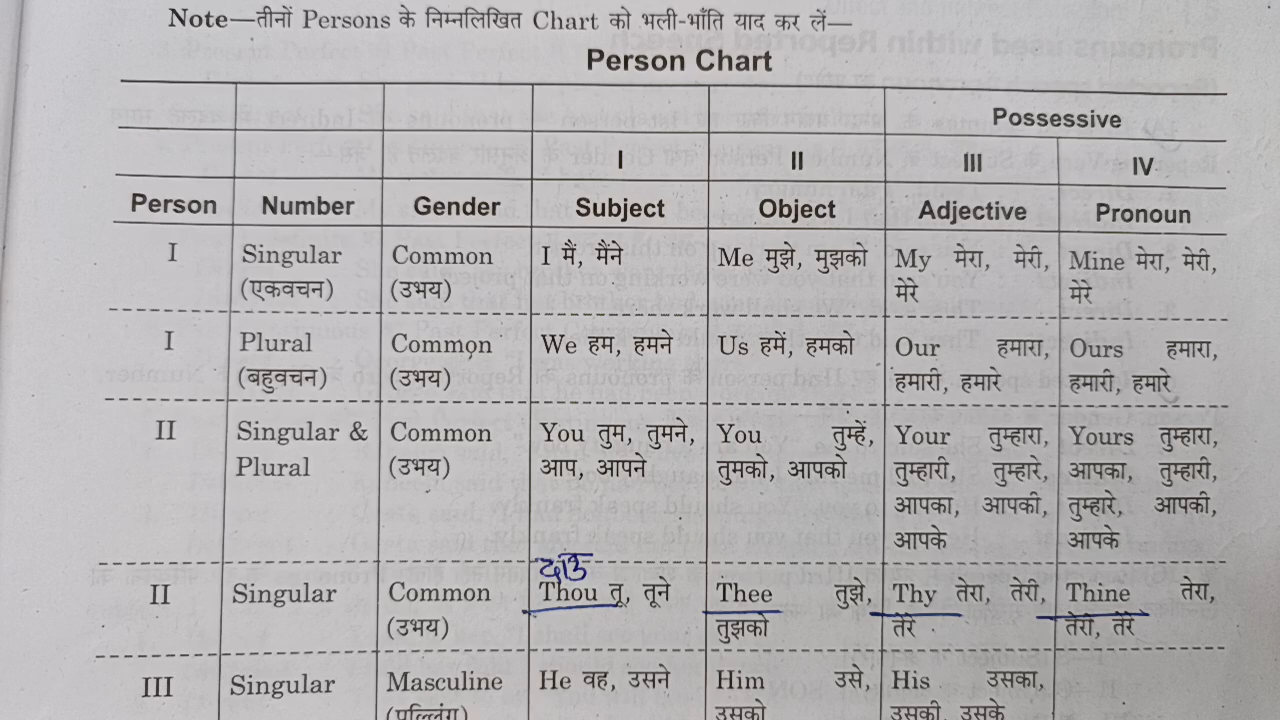 Note—तीनों Persons के निम्नलिखित Chart को भली-भाँति याद कर लें—
Person Chart
Possessive
I II III IV
Person Number Gender Subject Object Adjective Pronoun
I Singular Common I मैं, मैंने Me मुझे, मुझको My मेरा, मेरी, Mine मेरा, मेरी,
(एकवचन) (उभय) मेरे मेरे
I Plural Common We हम, हमने Us हमें, हमको Our हमारा, Ours हमारा,
(बहुवचन) (उभय) हमारी, हमारे हमारी, हमारे
II Singular & Common You तुम, तुमने, You तुम्हें, Your तुम्हारा, Yours तुम्हारा,
Plural (उभय) आप, आपने तुमको, आपको तुम्हारी, तुम्हारे, आपका, तुम्हारी,
आपका, आपकी, तुम्हारे, आपकी,
आपके आपके
दाउ
II Singular Common Thou तू, तूने Thee तुझे, Thy तेरा, तेरी, Thine तेरा,
(उभय) तुझको तेरे तेरी, तेरे
III Singular Masculine He वह, उसने Him उसे, His उसका,
(पुल्लिंग) उसको उसकी, उसके